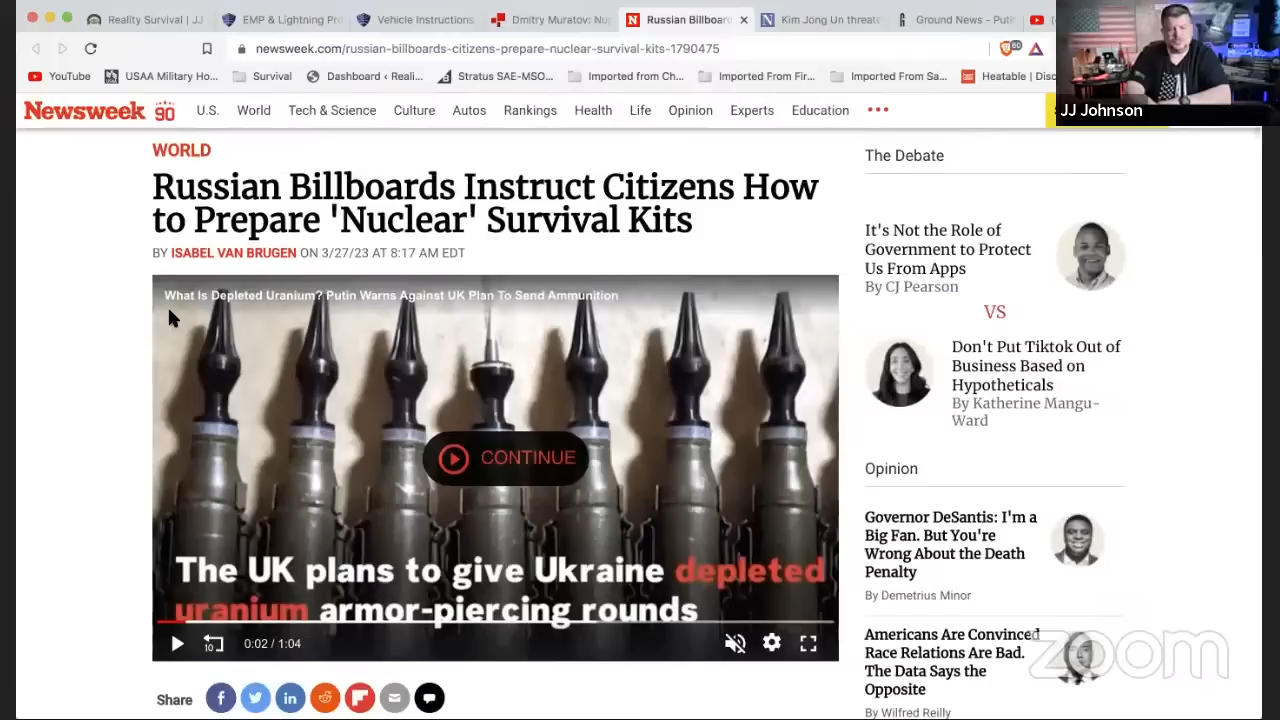 Reality Survival | JJ
EMP & Lightning Pro
Vehicle Instructions
Dmitry Muratov: Nu
Russian Billboard
Kim Jong Un threate
Ground News - Puti
newsweek.com/russian-billboards-citizens-prepare-nuclear-survival-kits-1790475
60
YouTube
USAA Military Ho...
Survival
Dashboard ‹ Reali...
Stratus SAE-MSO...
Imported from Ch...
Imported From Fir...
Imported From Sa...
Heatable | Disc
JJ Johnson
Newsweek 90
U.S.
World
Tech & Science
Culture
Autos
Rankings
Health
Life
Opinion
Experts
Education
WORLD
Russian Billboards Instruct Citizens How
to Prepare 'Nuclear' Survival Kits
BY ISABEL VAN BRUGEN ON 3/27/23 AT 8:17 AM EDT
What Is Depleted Uranium? Putin Warns Against UK Plan To Send Ammunition
CONTINUE
The UK plans to give Ukraine depleted
uranium armor-piercing rounds
10
0:02 / 1:04
Share
The Debate
It's Not the Role of
Government to Protect
Us From Apps
By CJ Pearson
VS
Don't Put Tiktok Out of
Business Based on
Hypotheticals
By Katherine Mangu-
Ward
Opinion
Governor DeSantis: I'm a
Big Fan. But You're
Wrong About the Death
Penalty
By Demetrius Minor
Americans Are Convinced
Race Relations Are Bad.
The Data Says the
Opposite
By Wilfred Reilly
zoom